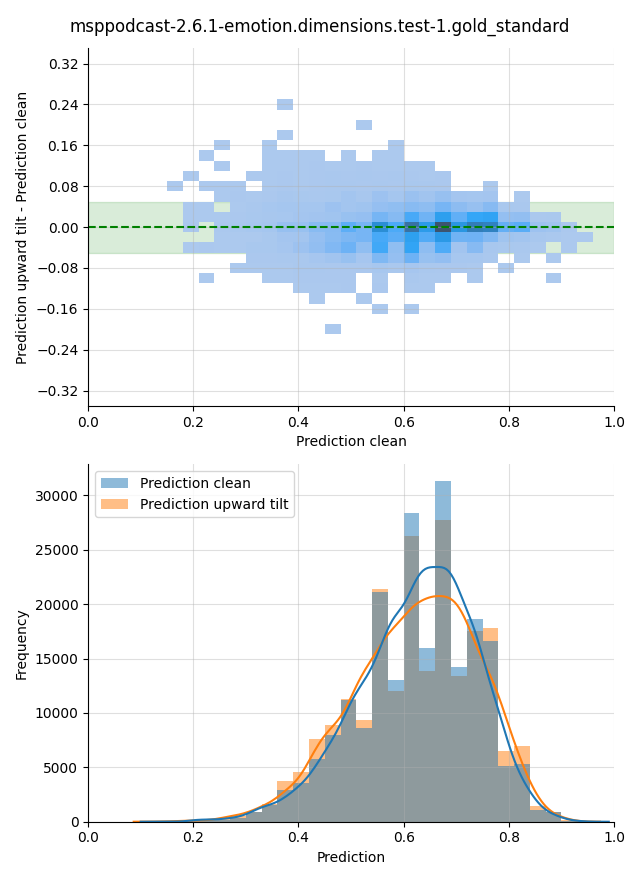 msppodcast-2.6.1-emotion.dimensions.test-1.gold_standard
Prediction upward tilt - Prediction clean
0.32
0.24
0.16
0.08
0.00
−0.08
−0.16
−0.24
−0.32
0.0 0.2 0.4 0.6 0.8 1.0
Prediction clean
Prediction clean
Prediction upward tilt
Frequency
30000
25000
20000
15000
10000
5000
0
0.0 0.2 0.4 0.6 0.8 1.0
Prediction